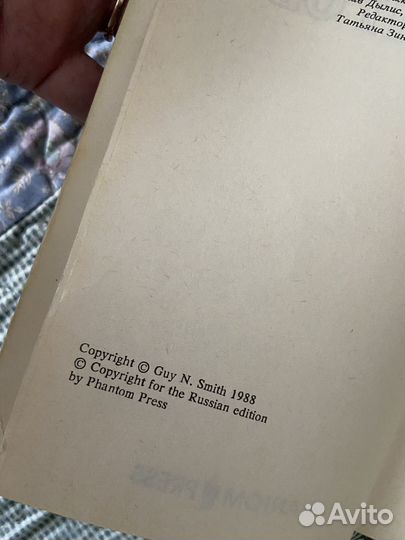 Дылис,
Редактор
Татьяна Зин
Copyright © Guy N. Smith 1988
© Copyright for the Russian edition
by Phantom Press
Avito